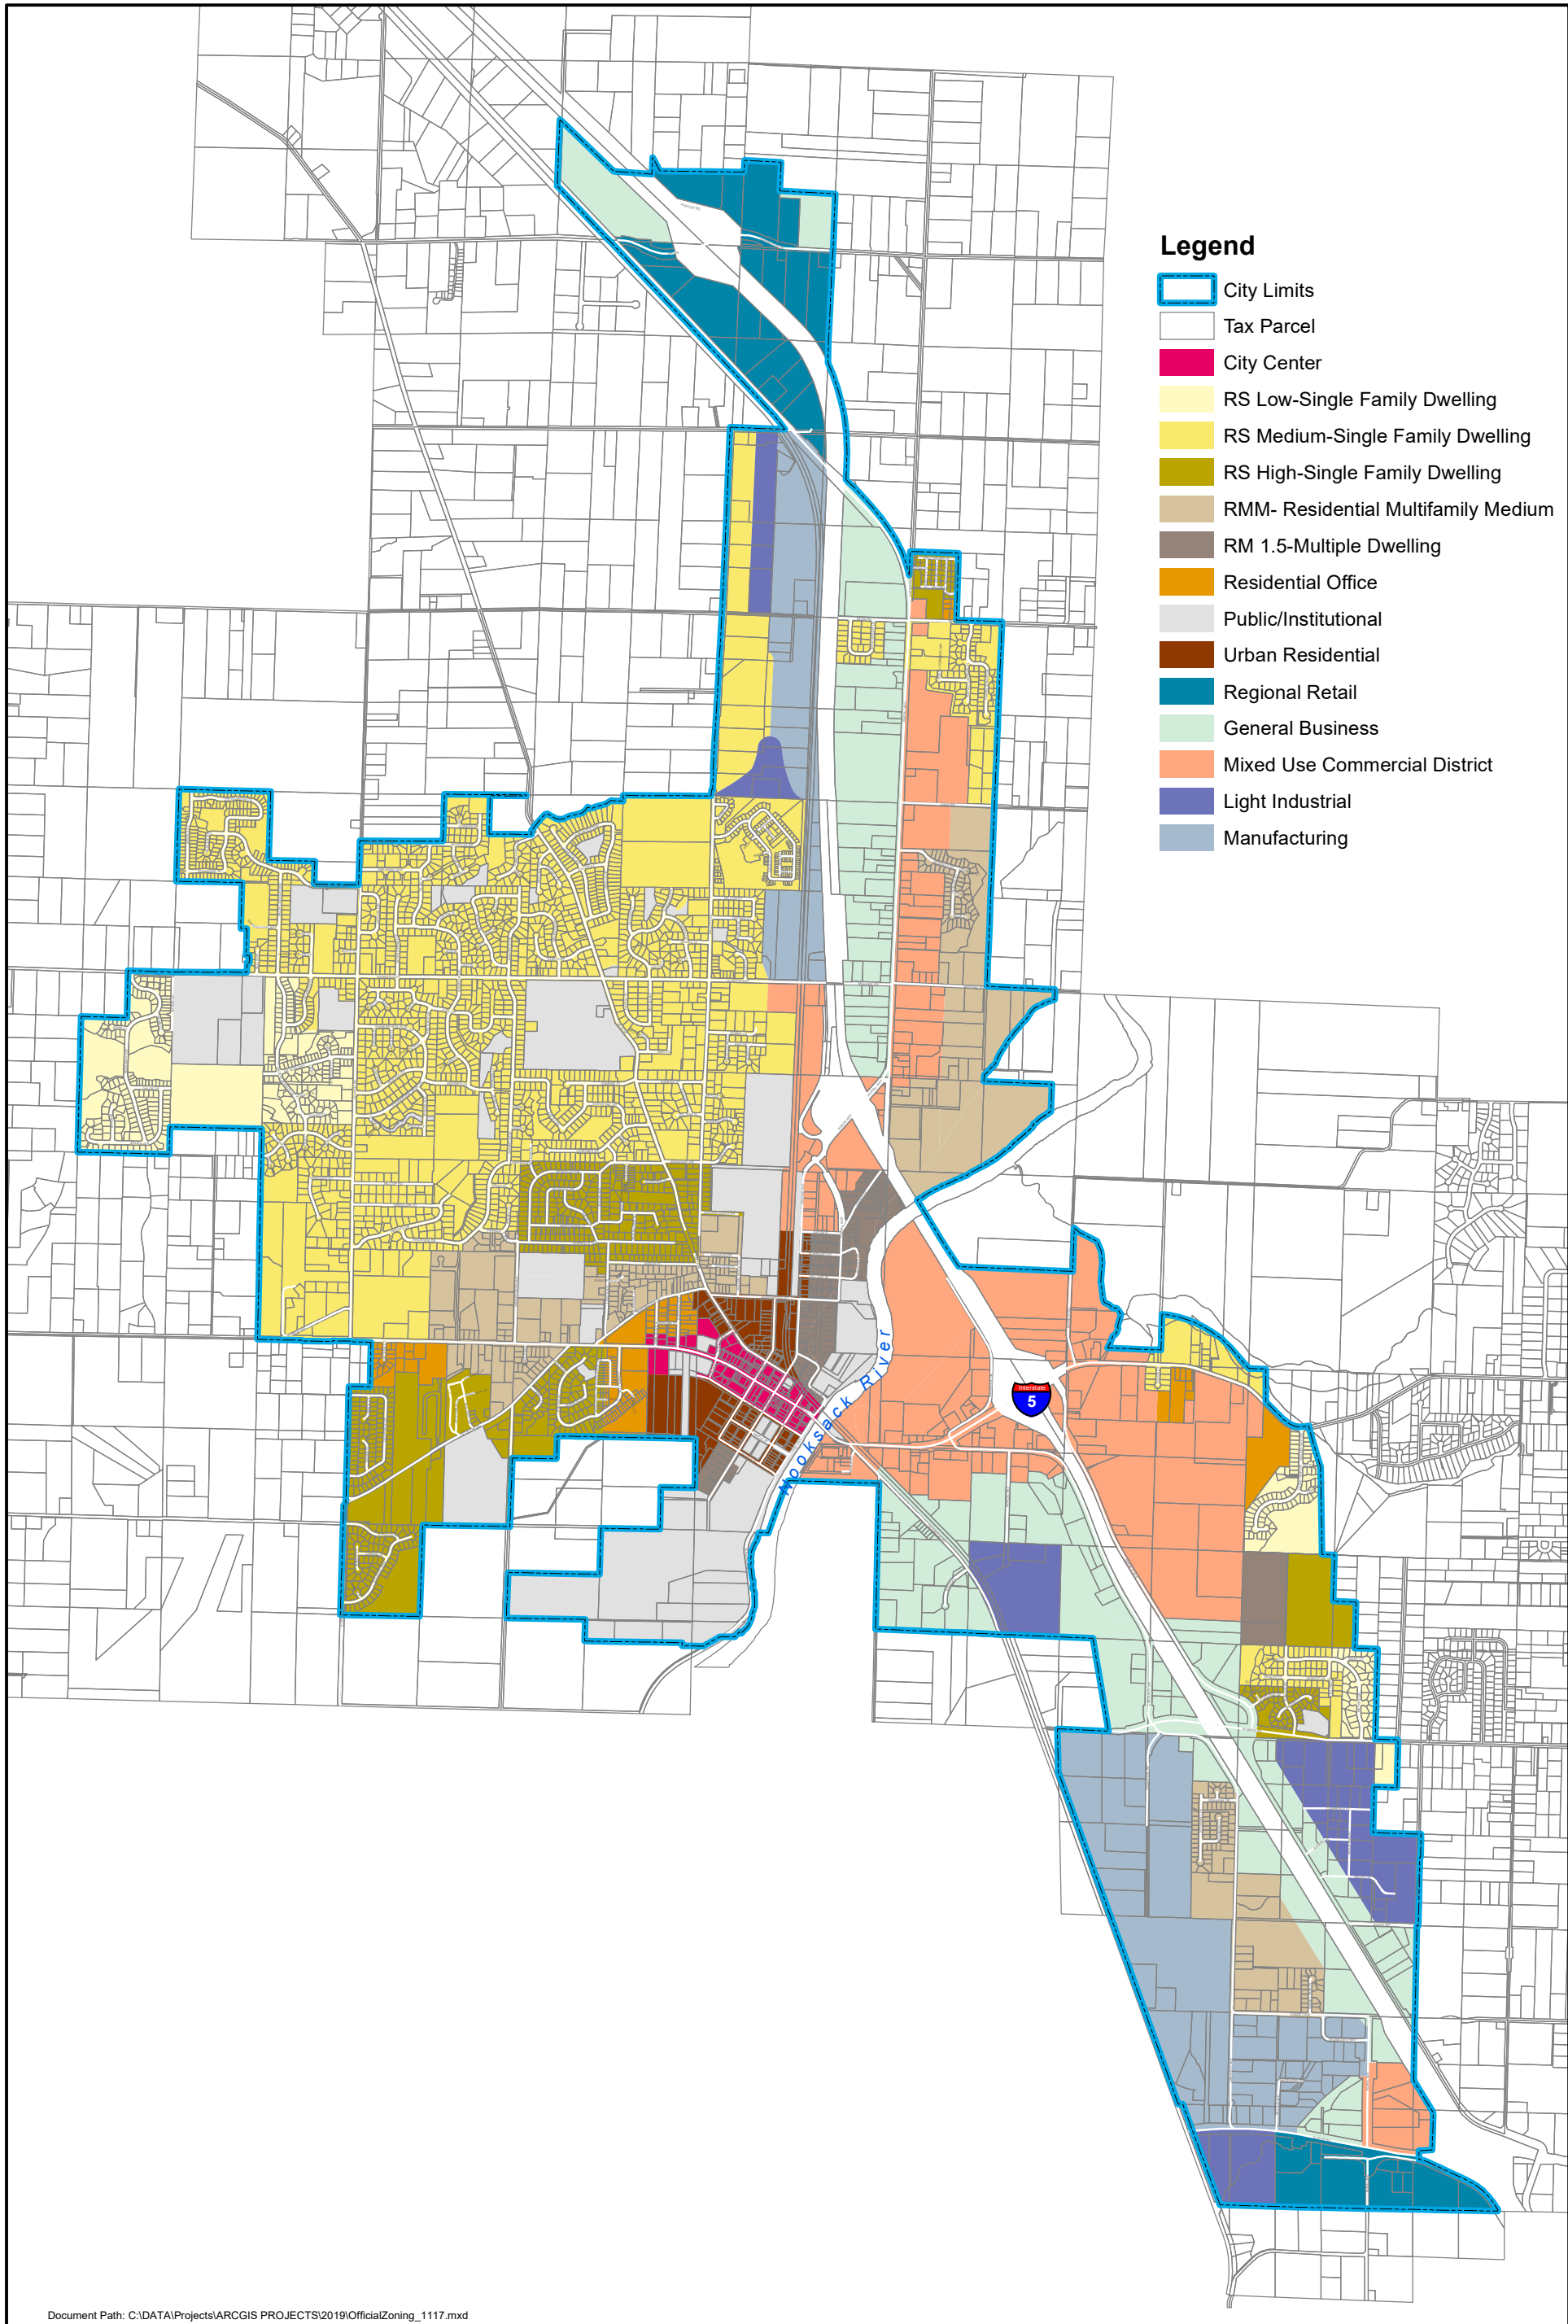 Legend
City Limits
Tax Parcel
City Center
RS Low-Single Family Dwelling
RS Medium-Single Family Dwelling
RS High-Single Family Dwelling
RMM- Residential Multifamily Medium
RM 1.5-Multiple Dwelling
Residential Office
Public/Institutional
Urban Residential
Regional Retail
General Business
Mixed Use Commercial District
Light Industrial
Manufacturing
Nooksack River
Interstate
5
Document Path: C:\DATA\Projects\ARCGIS PROJECTS\2019\OfficialZoning_1117.mxd